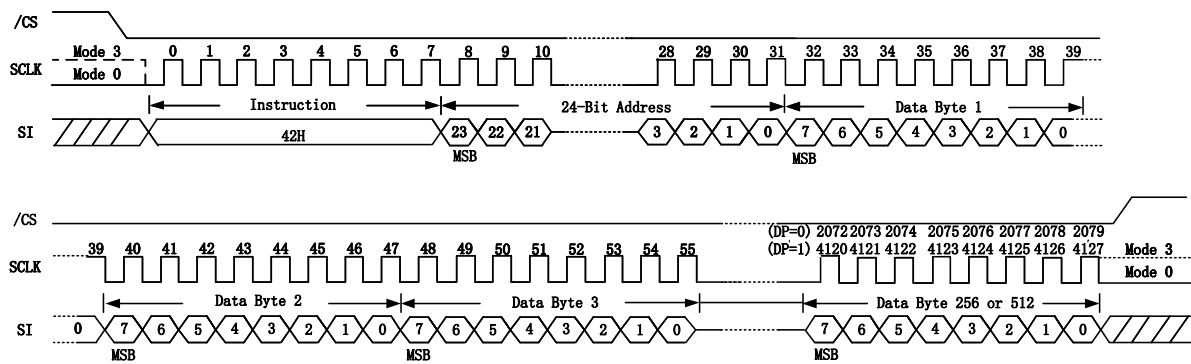 /CS
Mode 3 0 1 2 3 4 5 6 7 8 9 10 28 29 30 31 32 33 34 35 36 37 38 39
SCLK Mode 0
Instruction 24-Bit Address Data Byte 1
SI 42H 23 22 21 3 2 1 0 7 6 5 4 3 2 1 0
MSB MSB
/CS
(DP=0) 2072 2073 2074 2075 2076 2077 2078 2079
39 40 41 42 43 44 45 46 47 48 49 50 51 52 53 54 55 (DP=1) 4120 4121 4122 4123 4124 4125 4126 4127 Mode 3
SCLK Mode 0
Data Byte 2 Data Byte 3 Data Byte 256 or 512
SI 0 7 6 5 4 3 2 1 0 7 6 5 4 3 2 1 0 7 6 5 4 3 2 1 0
MSB MSB MSB